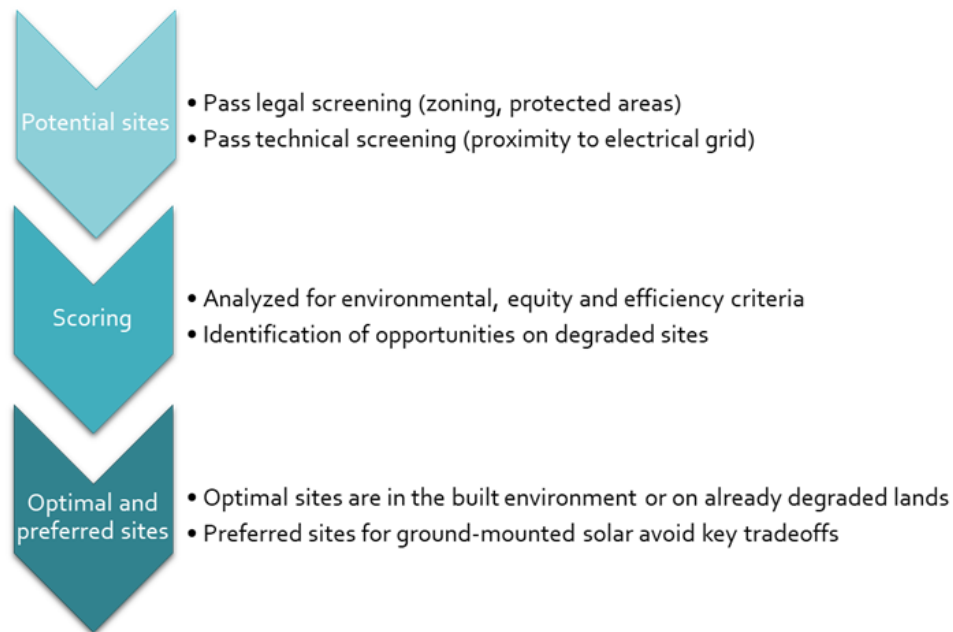 Potential sites
• Pass legal screening (zoning, protected areas)
• Pass technical screening (proximity to electrical grid)
Scoring
• Analyzed for environmental, equity and efficiency criteria
• Identification of opportunities on degraded sites
Optimal and
preferred sites
• Optimal sites are in the built environment or on already degraded lands
• Preferred sites for ground-mounted solar avoid key tradeoffs